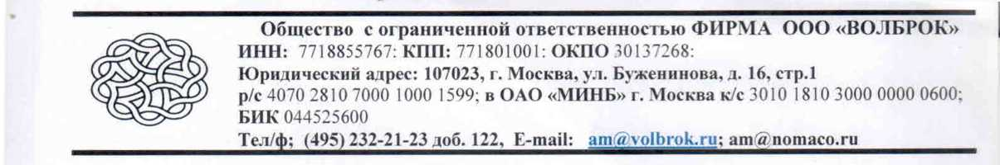 Общество с ограниченной ответственностью ФИРМА ООО «ВОЛБРОК»
ИНН: 7718855767: КПП: 771801001: ОКПО 30137268:
Юридический адрес: 107023, г. Москва, ул. Буженинова, д. 16, стр.1
р/с 4070 2810 7000 1000 1599; в ОАО «МИНБ» г. Москва к/с 3010 1810 3000 0000 0600;
БИК 044525600
Тел/ф; (495) 232-21-23 доб. 122, E-mail: am@volbrok.ru; am@nomaco.ru